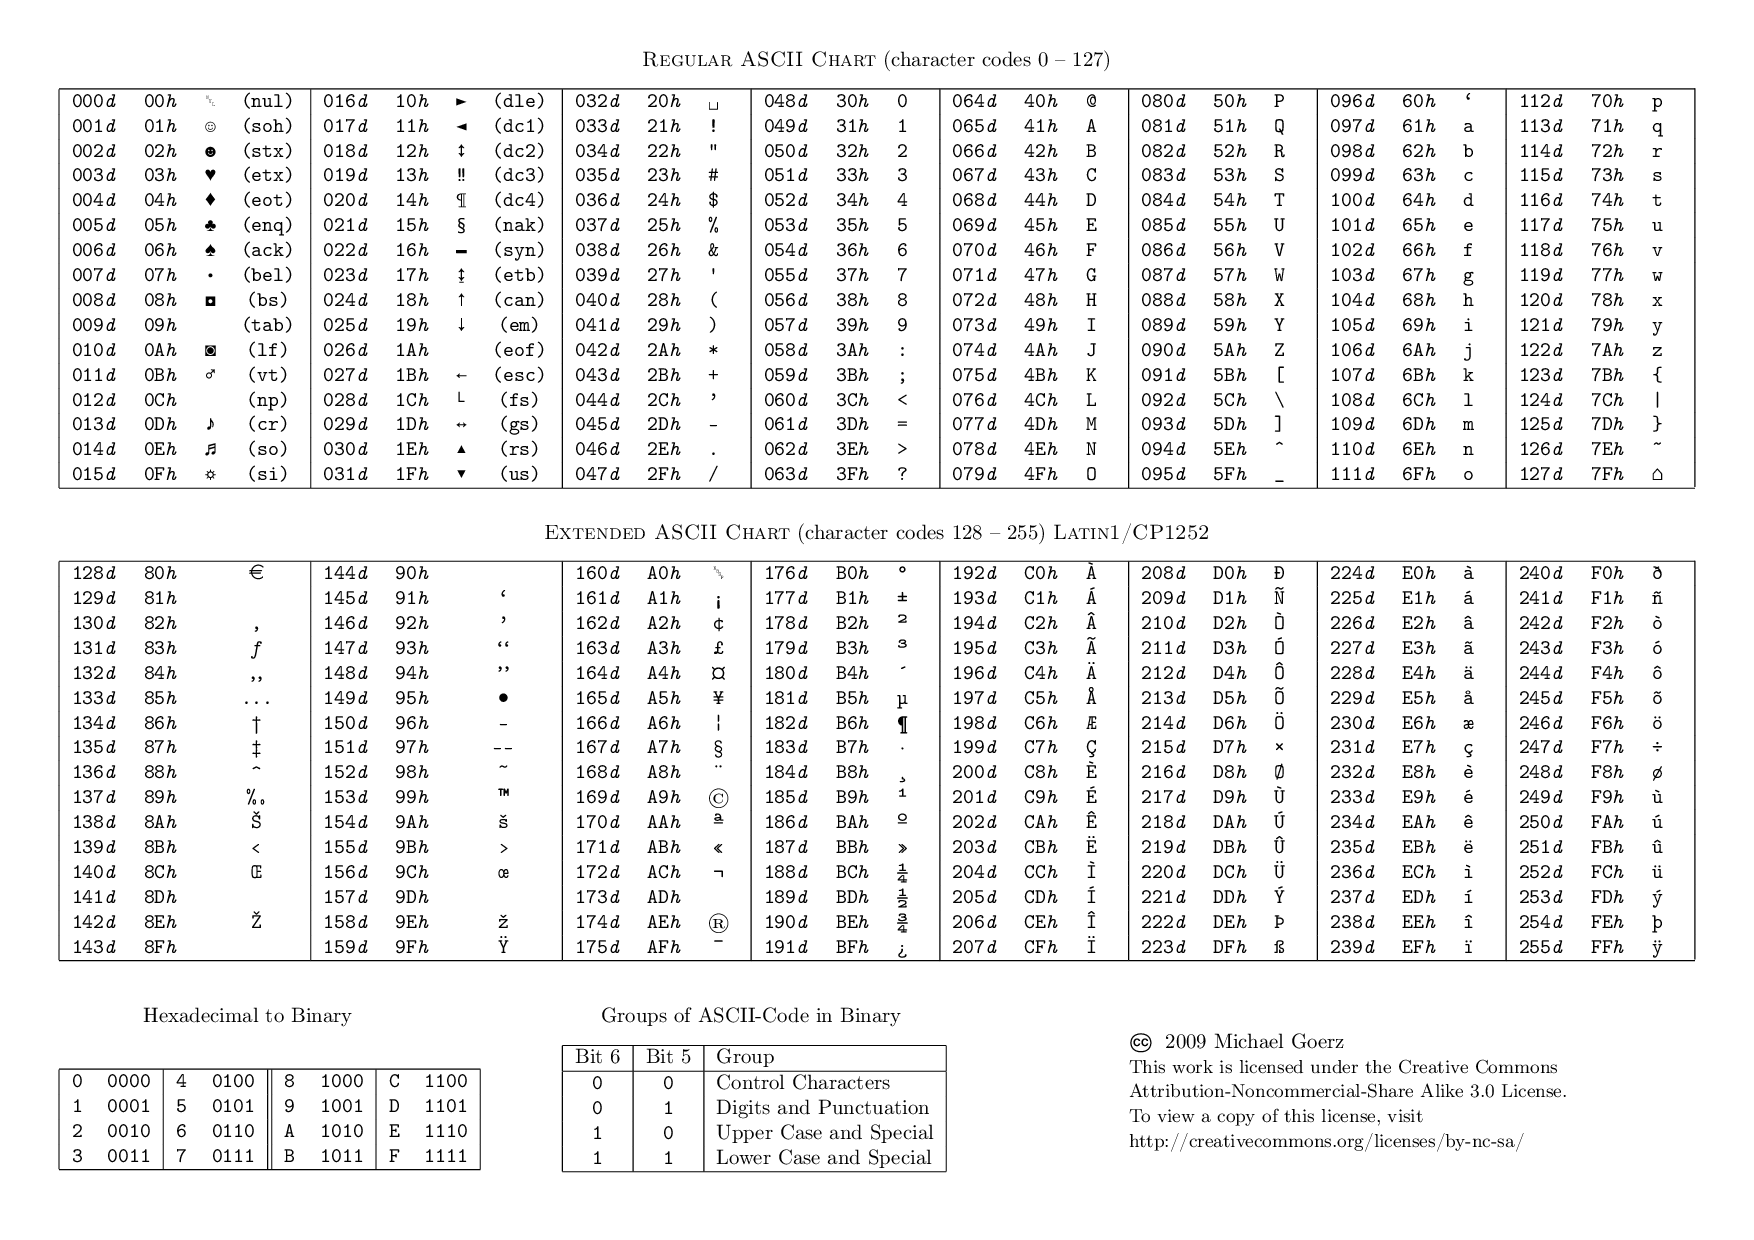 REGULAR ASCII CHART (character codes 0 – 127)
000d 00h ␀ (nul) 016d 10h ► (dle) 032d 20h ␣ 048d 30h 0 064d 40h @ 080d 50h P 096d 60h ‘ 112d 70h p
001d 01h ☺ (soh) 017d 11h ◄ (dc1) 033d 21h ! 049d 31h 1 065d 41h A 081d 51h Q 097d 61h a 113d 71h q
002d 02h ☻ (stx) 018d 12h ↕ (dc2) 034d 22h " 050d 32h 2 066d 42h B 082d 52h R 098d 62h b 114d 72h r
003d 03h ♥ (etx) 019d 13h ‼ (dc3) 035d 23h # 051d 33h 3 067d 43h C 083d 53h S 099d 63h c 115d 73h s
004d 04h ♦ (eot) 020d 14h ¶ (dc4) 036d 24h $ 052d 34h 4 068d 44h D 084d 54h T 100d 64h d 116d 74h t
005d 05h ♣ (enq) 021d 15h § (nak) 037d 25h % 053d 35h 5 069d 45h E 085d 55h U 101d 65h e 117d 75h u
006d 06h ♠ (ack) 022d 16h ▬ (syn) 038d 26h & 054d 36h 6 070d 46h F 086d 56h V 102d 66h f 118d 76h v
007d 07h • (bel) 023d 17h ↨ (etb) 039d 27h ' 055d 37h 7 071d 47h G 087d 57h W 103d 67h g 119d 77h w
008d 08h ◘ (bs) 024d 18h ↑ (can) 040d 28h ( 056d 38h 8 072d 48h H 088d 58h X 104d 68h h 120d 78h x
009d 09h (tab) 025d 19h ↓ (em) 041d 29h ) 057d 39h 9 073d 49h I 089d 59h Y 105d 69h i 121d 79h y
010d 0Ah ◙ (lf) 026d 1Ah (eof) 042d 2Ah * 058d 3Ah : 074d 4Ah J 090d 5Ah Z 106d 6Ah j 122d 7Ah z
011d 0Bh ♂ (vt) 027d 1Bh ← (esc) 043d 2Bh + 059d 3Bh ; 075d 4Bh K 091d 5Bh [ 107d 6Bh k 123d 7Bh {
012d 0Ch (np) 028d 1Ch ∟ (fs) 044d 2Ch ’ 060d 3Ch < 076d 4Ch L 092d 5Ch \ 108d 6Ch l 124d 7Ch |
013d 0Dh ♪ (cr) 029d 1Dh ↔ (gs) 045d 2Dh - 061d 3Dh = 077d 4Dh M 093d 5Dh ] 109d 6Dh m 125d 7Dh }
014d 0Eh ♬ (so) 030d 1Eh ▲ (rs) 046d 2Eh . 062d 3Eh > 078d 4Eh N 094d 5Eh ^ 110d 6Eh n 126d 7Eh ~
015d 0Fh ☼ (si) 031d 1Fh ▼ (us) 047d 2Fh / 063d 3Fh ? 079d 4Fh O 095d 5Fh _ 111d 6Fh o 127d 7Fh ⌂
EXTENDED ASCII CHART (character codes 128 – 255) LATIN1/CP1252
128d 80h € 144d 90h 160d A0h ␀ 176d B0h ° 192d C0h À 208d D0h Ð 224d E0h à 240d F0h ð
129d 81h 145d 91h ‘ 161d A1h ¡ 177d B1h ± 193d C1h Á 209d D1h Ñ 225d E1h á 241d F1h ñ
130d 82h ‚ 146d 92h ’ 162d A2h ¢ 178d B2h ² 194d C2h Â 210d D2h Ò 226d E2h â 242d F2h ò
131d 83h ƒ 147d 93h “ 163d A3h £ 179d B3h ³ 195d C3h Ã 211d D3h Ó 227d E3h ã 243d F3h ó
132d 84h „ 148d 94h ” 164d A4h ¤ 180d B4h ´ 196d C4h Ä 212d D4h Ô 228d E4h ä 244d F4h ô
133d 85h ... 149d 95h • 165d A5h ¥ 181d B5h µ 197d C5h Å 213d D5h Õ 229d E5h å 245d F5h õ
134d 86h † 150d 96h – 166d A6h ¦ 182d B6h ¶ 198d C6h Æ 214d D6h Ö 230d E6h æ 246d F6h ö
135d 87h ‡ 151d 97h -- 167d A7h § 183d B7h · 199d C7h Ç 215d D7h × 231d E7h ç 247d F7h ÷
136d 88h ˆ 152d 98h ˜ 168d A8h ¨ 184d B8h ¸ 200d C8h È 216d D8h Ø 232d E8h è 248d F8h ø
137d 89h ‰ 153d 99h ™ 169d A9h © 185d B9h ¹ 201d C9h É 217d D9h Ù 233d E9h é 249d F9h ù
138d 8Ah Š 154d 9Ah š 170d AAh ª 186d BAh º 202d CAh Ê 218d DAh Ú 234d EAh ê 250d FAh ú
139d 8Bh < 155d 9Bh > 171d ABh « 187d BBh » 203d CBh Ë 219d DBh Û 235d EBh ë 251d FBh û
140d 8Ch Œ 156d 9Ch œ 172d ACh ¬ 188d BCh ¼ 204d CCh Ì 220d DCh Ü 236d ECh ì 252d FCh ü
141d 8Dh 157d 9Dh 173d ADh 189d BDh ½ 205d CDh Í 221d DDh Ý 237d EDh í 253d FDh ý
142d 8Eh Ž 158d 9Eh ž 174d AEh ® 190d BEh ¾ 206d CEh Î 222d DEh Þ 238d EEh î 254d FEh þ
143d 8Fh 159d 9Fh Ÿ 175d AFh ¯ 191d BFh ¿ 207d CFh Ï 223d DFh ß 239d EFh ï 255d FFh ÿ
Hexadecimal to Binary
0 0000 4 0100 8 1000 C 1100
1 0001 5 0101 9 1001 D 1101
2 0010 6 0110 A 1010 E 1110
3 0011 7 0111 B 1011 F 1111
Groups of ASCII-Code in Binary
Bit 6 Bit 5 Group
0 0 Control Characters
0 1 Digits and Punctuation
1 0 Upper Case and Special
1 1 Lower Case and Special
🄭 2009 Michael Goerz
This work is licensed under the Creative Commons
Attribution-Noncommercial-Share Alike 3.0 License.
To view a copy of this license, visit
http://creativecommons.org/licenses/by-nc-sa/